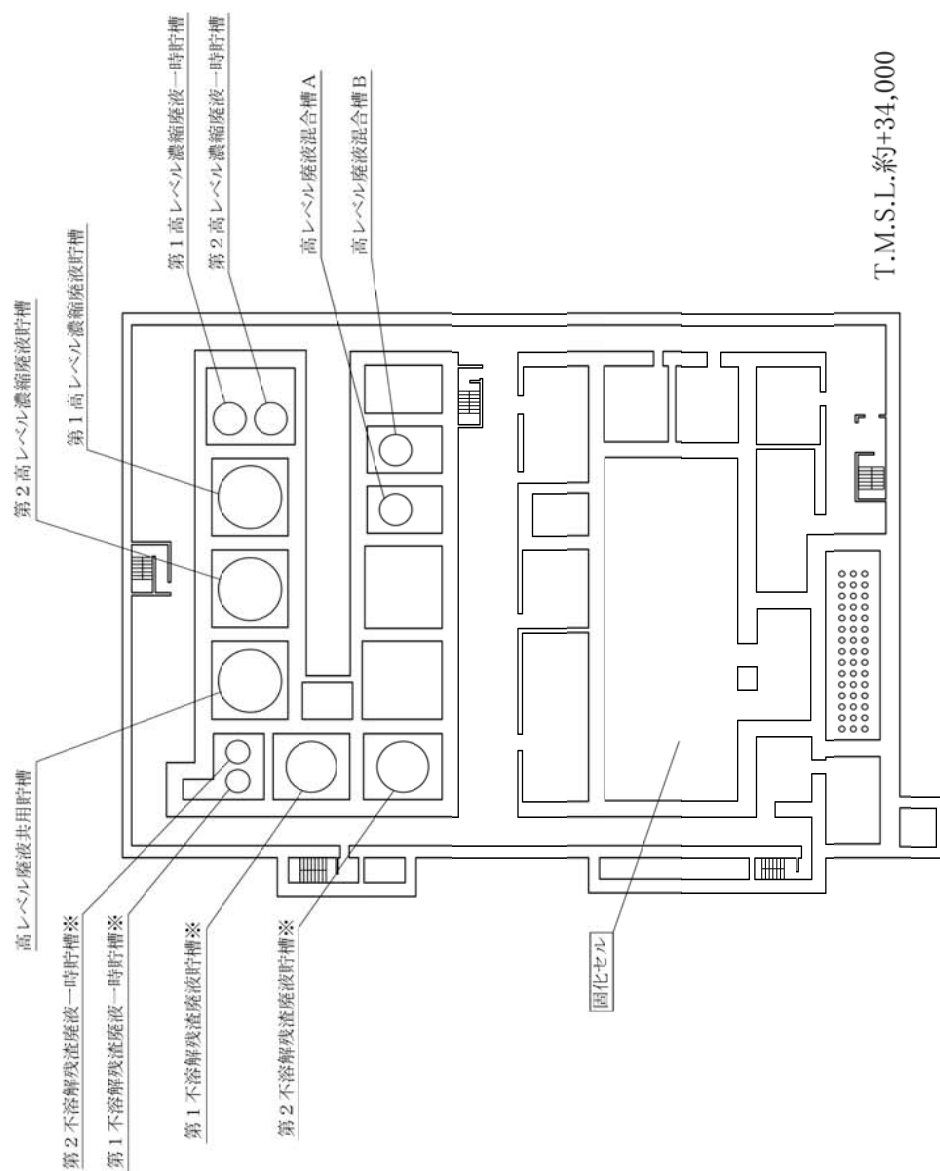 第2不溶解残渣廃液一時貯槽※
第1不溶解残渣廃液一時貯槽※
第1不溶解残渣廃液貯槽※
第2不溶解残渣廃液貯槽※
高レベル廃液共用貯槽
第2高レベル濃縮廃液貯槽
第1高レベル濃縮廃液貯槽
第1高レベル濃縮廃液一時貯槽
第2高レベル濃縮廃液一時貯槽
高レベル廃液混合槽A
高レベル廃液混合槽B
固化セル
T.M.S.L.約+34,000